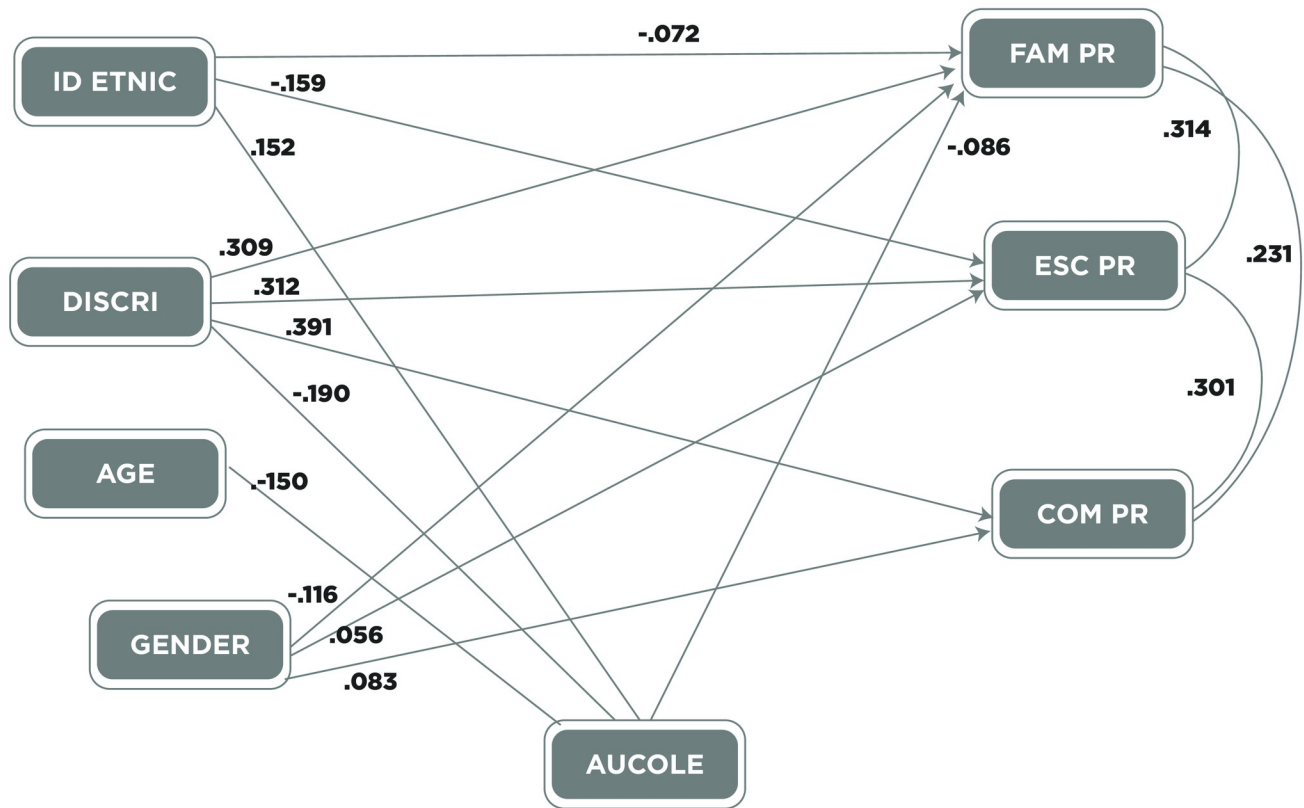 -.072
FAM PR
ID ETNIC
-.159
.314
.152
-.086
.309
ESC PR
.231
.312
DISCRI
.391
.301
-.190
AGE
.-150
COM PR
-.116
GENDER
.056
.083
AUCOLE